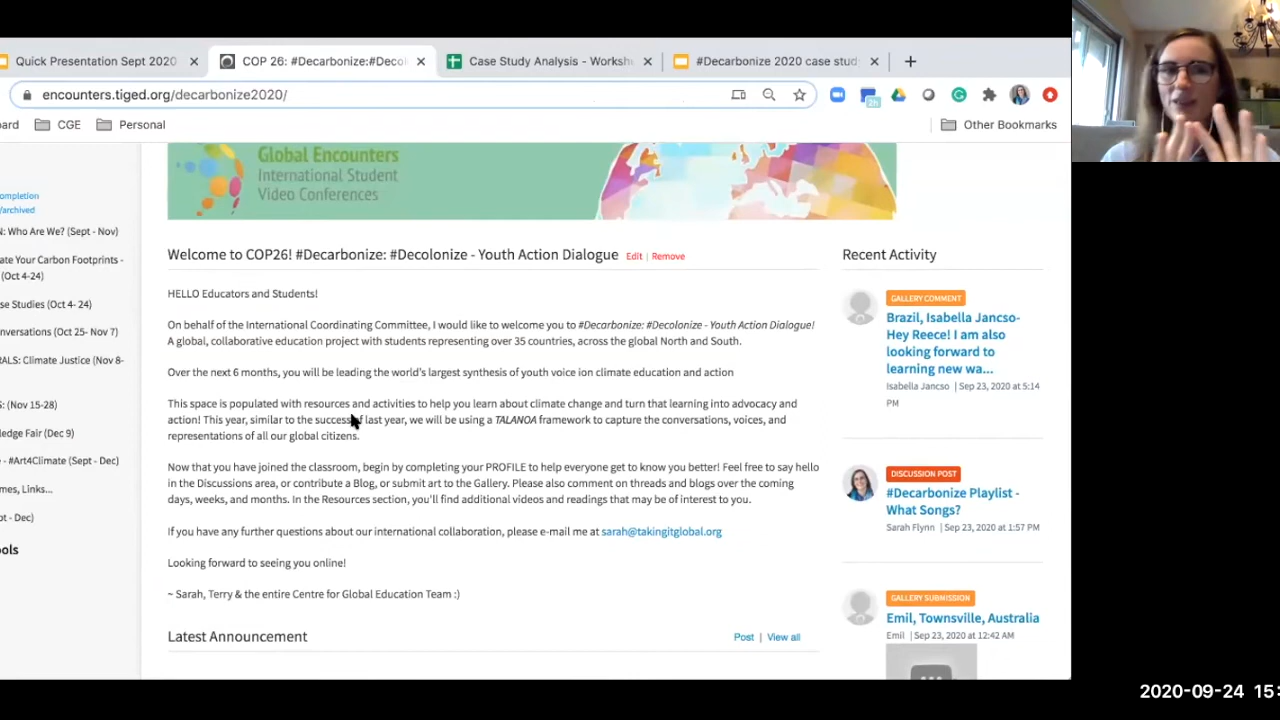 Quick Presentation Sept 2020
COP 26: #Decarbonize:#Decol
Case Study Analysis - Worksh
#Decarbonize 2020 case stud
encounters.tiged.org/decarbonize2020/
2h
ard
CGE
Personal
Other Bookmarks
Global Encounters
International Student
Video Conferences
ompletion
/archived
N: Who Are We? (Sept - Nov)
ate Your Carbon Footprints -
(Oct 4-24)
se Studies (Oct 4- 24)
nversations (Oct 25- Nov 7)
RALS: Climate Justice (Nov 8-
S: (Nov 15-28)
ledge Fair (Dec 9)
e - #Art4Climate (Sept - Dec)
mes, Links...
pt - Dec)
ols
Welcome to COP26! #Decarbonize: #Decolonize - Youth Action Dialogue Edit | Remove
HELLO Educators and Students!
On behalf of the International Coordinating Committee, I would like to welcome you to #Decarbonize: #Decolonize - Youth Action Dialogue!
A global, collaborative education project with students representing over 35 countries, across the global North and South.
Over the next 6 months, you will be leading the world's largest synthesis of youth voice ion climate education and action
This space is populated with resources and activities to help you learn about climate change and turn that learning into advocacy and
action! This year, similar to the success of last year, we will be using a TALANOA framework to capture the conversations, voices, and
representations of all our global citizens.
Now that you have joined the classroom, begin by completing your PROFILE to help everyone get to know you better! Feel free to say hello
in the Discussions area, or contribute a Blog, or submit art to the Gallery. Please also comment on threads and blogs over the coming
days, weeks, and months. In the Resources section, you'll find additional videos and readings that may be of interest to you.
If you have any further questions about our international collaboration, please e-mail me at sarah@takingitglobal.org
Looking forward to seeing you online!
~ Sarah, Terry & the entire Centre for Global Education Team :)
Latest Announcement
Post | View all
Recent Activity
GALLERY COMMENT
Brazil, Isabella Jancso-
Hey Reece! I am also
looking forward to
learning new wa...
Isabella Jancso | Sep 23, 2020 at 5:14
PM
DISCUSSION POST
#Decarbonize Playlist -
What Songs?
Sarah Flynn | Sep 23, 2020 at 1:57 PM
GALLERY SUBMISSION
Emil, Townsville, Australia
Emil | Sep 23, 2020 at 12:42 AM
2020-09-24 15: